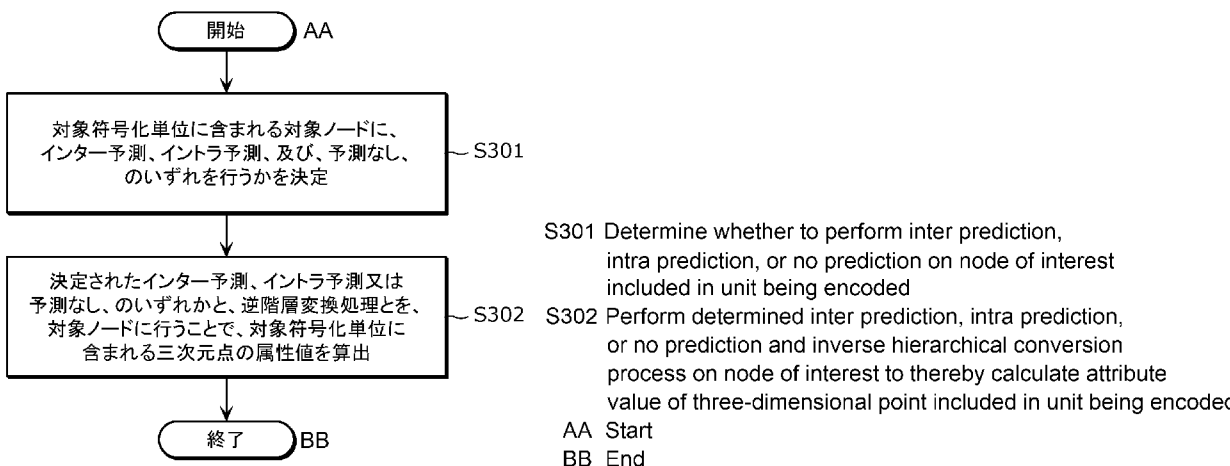 開始 AA
対象符号化単位に含まれる対象ノードに、
インター予測、イントラ予測、及び、予測なし、
のいずれを行うかを決定
S301
決定されたインター予測、イントラ予測又は
予測なし、のいずれかと、逆階層変換処理とを、
対象ノードに行うことで、対象符号化単位に
含まれる三次元点の属性値を算出
S302
終了 BB
S301 Determine whether to perform inter prediction,
intra prediction, or no prediction on node of interest
included in unit being encoded
S302 Perform determined inter prediction, intra prediction,
or no prediction and inverse hierarchical conversion
process on node of interest to thereby calculate attribute
value of three-dimensional point included in unit being encoded
AA Start
BB End